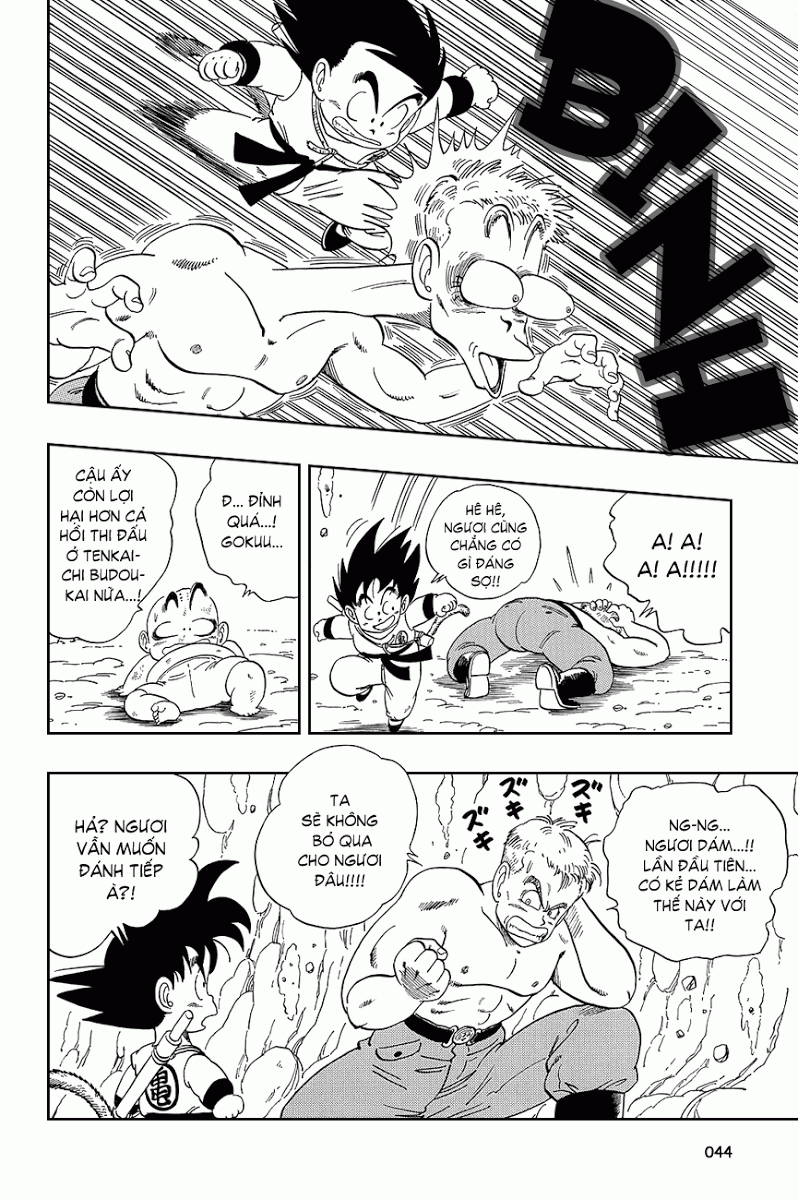 BINH
A! A!
A! A!!!!!
HÊ HÊ,
NGƯƠI CŨNG
CHẲNG CÓ
GÌ ĐÁNG
SỢ!!
Đ... ĐỈNH
QUÁ...!
GOKUU...
CẬU ẤY
CÒN LỢI
HẠI HƠN CẢ
HỒI THI ĐẤU
Ở TENKAI-
CHI BUDOU-
KAI NỮA...!
亀
NG-NG...
NGƯƠI DÁM...!!
LẦN ĐẦU TIÊN...
CÓ KẺ DÁM LÀM
THẾ NÀY VỚI
TA!!
ズキ
ズキ
TA
SẼ KHÔNG
BỎ QUA
CHO NGƯƠI
ĐÂU!!!!
HẢ? NGƯƠI
VẪN MUỐN
ĐÁNH TIẾP
À?!
亀
044